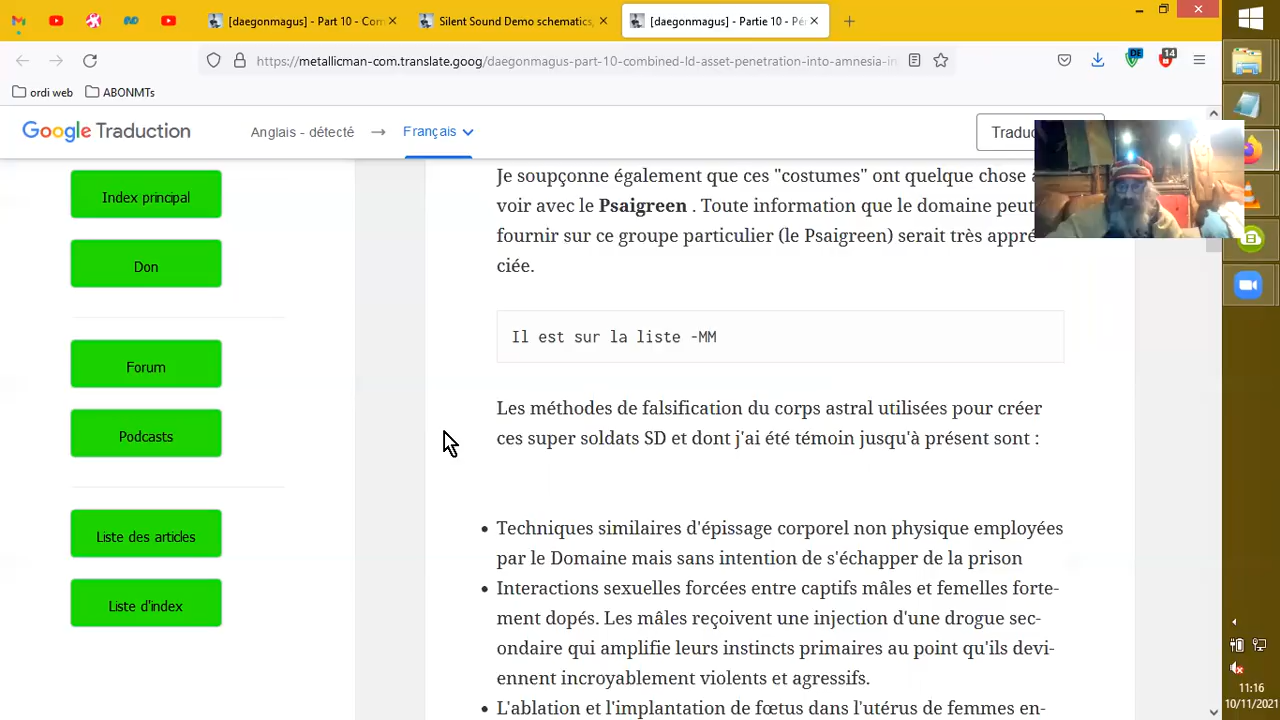 [daegonmagus] - Part 10 - Con
Silent Sound Demo schematics,
[daegonmagus] - Partie 10 - Pé
https://metallicman-com.translate.goog/daegonmagus-part-10-combined-ld-asset-penetration-into-amnesia-in
DE
14
ordi web
ABONMTs
Google Traduction
Anglais - détecté
Français
Traduc
Index principal
Don
Forum
Podcasts
Liste des articles
Liste d'index
Je soupçonne également que ces "costumes" ont quelque chose à
voir avec le Psaigreen . Toute information que le domaine peut
fournir sur ce groupe particulier (le Psaigreen) serait très appré-
ciée.
Il est sur la liste -MM
Les méthodes de falsification du corps astral utilisées pour créer
ces super soldats SD et dont j'ai été témoin jusqu'à présent sont :
Techniques similaires d'épissage corporel non physique employées
par le Domaine mais sans intention de s'échapper de la prison
Interactions sexuelles forcées entre captifs mâles et femelles forte-
ment dopés. Les mâles reçoivent une injection d'une drogue sec-
ondaire qui amplifie leurs instincts primaires au point qu'ils devi-
ennent incroyablement violents et agressifs.
L'ablation et l'implantation de fœtus dans l'utérus de femmes en-
11:16
10/11/2021